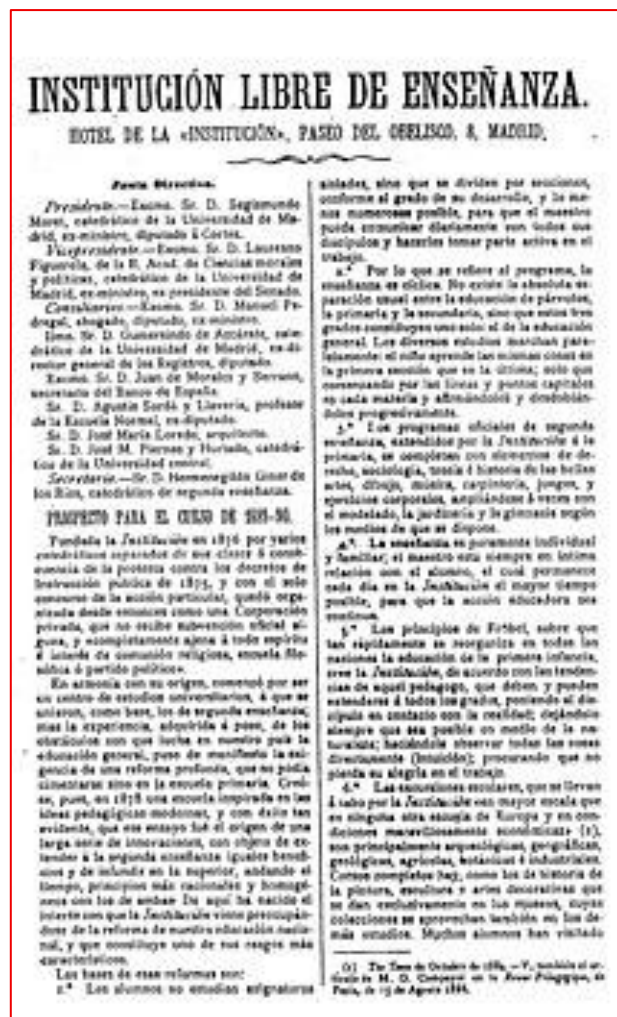 INSTITUCIÓN LIBRE DE ENSEÑANZA.
HOTEL DE LA «INSTITUCIÓN», PASEO DEL OBELISCO, 8, MADRID.
Junta Directiva.
Presidente.—Excmo. Sr. D. Segismundo
Moret, catedrático de la Universidad de Ma-
drid, ex-ministro, diputado á Cortes.
Vicepresidente.—Excmo. Sr. D. Laureano
Figuerola, de la R. Acad. de Ciencias morales
y políticas, catedrático de la Universidad de
Madrid, ex-ministro, ex presidente del Senado.
Consiliarios.—Excmo. Sr. D. Manuel Pe-
dregal, abogado, diputado, ex ministro.
Ilmo. Sr. D. Gumersindo de Azcárate, cate-
drático de la Universidad de Madrid, ex-di-
rector general de los Registros, diputado.
Excmo. Sr. D. Juan de Morales y Serrano,
secretario del Banco de España.
Sr. D. Agustín Sardá y Llavería, profesor
de la Escuela Normal, ex-diputado.
Sr. D. José María Loredo, arquitecto.
Sr. D. José M. Piernas y Hurtado, catedrá-
tico de la Universidad central.
Secretario.—Sr. D. Hermenegildo Giner de
los Ríos, catedrático de segunda enseñanza.
PROSPECTO PARA EL CURSO DE
Fundada la Institución en 1876 por varios
catedráticos separados de sus clases á conse-
cuencia de la protesta contra los decretos de
Instrucción pública de 1875, y con el solo
concurso de la acción particular, quedó orga-
nizada desde entonces como una Corporación
privada, que no recibe subvención oficial al-
guna, y «completamente ajena á todo espíritu
é interés de comunión religiosa, escuela filo-
sófica ó partido político».
En armonía con su origen, comenzó por ser
un centro de estudios universitarios, á que se
unieron, como base, los de segunda enseñanza;
mas la experiencia, adquirida á poco, de los
obstáculos con que lucha en nuestro país la
educación general, puso de manifiesto la exi-
gencia de una reforma profunda, que no podía
cimentarse sino en la escuela primaria. Creó-
se, pues, en 1878 una escuela inspirada en las
ideas pedagógicas modernas, y con éxito tan
evidente, que ese ensayo fué el origen de una
larga serie de innovaciones, con objeto de ex-
tender á la segunda enseñanza iguales benefi-
cios y de infundir en la superior, andando el
tiempo, principios más racionales y homogé-
neos con los de ambas. De aquí ha nacido el
interés con que la Institución viene preocupán-
dose de la reforma de nuestra educación nacio-
nal, y que constituye uno de sus rasgos más
característicos.
Las bases de esas reformas son:
1.ª Los alumnos no estudian asignaturas
aisladas, sino que se dividen por secciones,
conforme al grado de su desarrollo, y lo me-
nos numerosas posible, para que el maestro
pueda comunicar diariamente con todos sus
discípulos y hacerles tomar parte activa en el
trabajo.
2.ª Por lo que se refiere al programa, la
enseñanza es cíclica. No existe la absoluta se-
paración usual entre la educación de párvulos,
la primaria y la secundaria, sino que estos tres
grados constituyen uno solo: el de la educación
general. Los diversos estudios marchan para-
lelamente: el niño aprende las mismas cosas en
la primera sección que en la última; solo que
comenzando por las líneas y puntos capitales
en cada materia y afirmándolos y desdoblán-
dolos progresivamente.
3.ª Los programas oficiales de segunda
enseñanza, extendidos por la Institución á la
primaria, se completan con elementos de de-
recho, sociología, teoría é historia de las bellas
artes, dibujo, música, carpintería, juegos, y
ejercicios corporales, ampliándose á veces con
el modelado, la jardinería y la gimnasia según
los medios de que se dispone.
4.ª La enseñanza es puramente individual
y familiar; el maestro está siempre en íntima
relación con el alumno, el cual permanece
cada día en la Institución el mayor tiempo
posible, para que la acción educadora sea
continua.
5.ª Los principios de Fröbel, sobre que
tan rápidamente se reorganiza en todas las
naciones la educación de la primera infancia,
cree la Institución, de acuerdo con las tenden-
cias de aquel pedagogo, que deben y pueden
extenderse á todos los grados, poniendo al dis-
cípulo en contacto con la realidad; dejándole
siempre que sea posible en medio de la na-
turaleza; haciéndole observar todas las cosas
directamente (intuición); procurando que no
pierda su alegría en el trabajo.
6.ª Las excursiones escolares, que se llevan
á cabo por la Institución «en mayor escala que
en ninguna otra escuela de Europa y en con-
diciones maravillosamente económicas» (1),
son principalmente arqueológicas, geográficas,
geológicas, agrícolas, botánicas é industriales.
Cursos completos hay, como los de historia de
la pintura, escultura y artes decorativas que
se dan exclusivamente en los museos, cuyas
colecciones se aprovechan también en los de-
más estudios. Muchos alumnos han visitado
(1) The Times de Octubre de 1884.—V. también el ar-
tículo de M. D. en la Revue Pédagogique, de
París, de 15 de Agosto